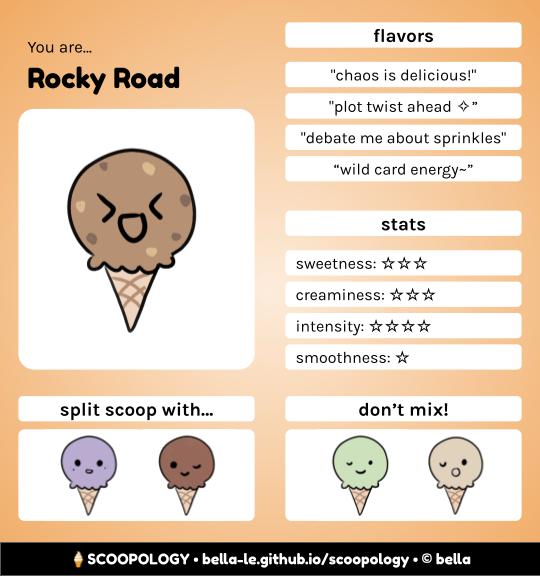 You are...
Rocky Road
flavors
"chaos is delicious!"
"plot twist ahead ✧”
"debate me about sprinkles"
“wild card energy~”
stats
sweetness: ☆☆☆
creaminess: ☆☆☆
intensity: ☆☆☆☆
smoothness: ☆
split scoop with...
don’t mix!
🍦SCOOPOLOGY • bella-le.github.io/scoopology • © bella